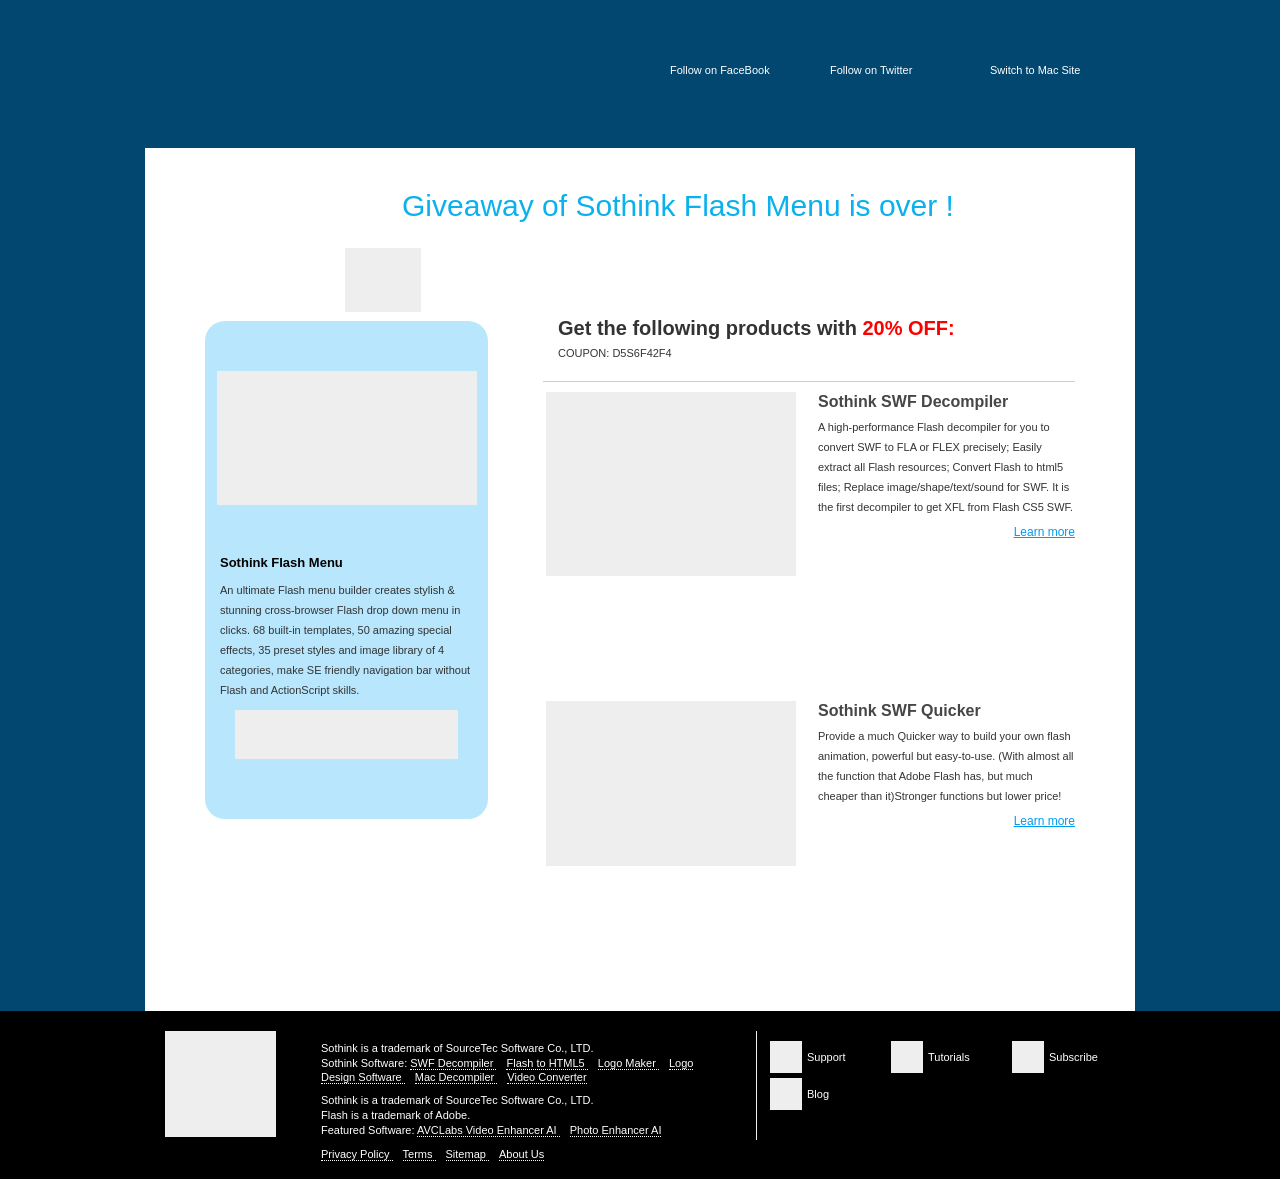 Follow on FaceBook
Follow on Twitter
Switch to Mac Site
Giveaway of Sothink Flash Menu is over !
Sothink Flash Menu
An ultimate Flash menu builder creates stylish &
stunning cross-browser Flash drop down menu in
clicks. 68 built-in templates, 50 amazing special
effects, 35 preset styles and image library of 4
categories, make SE friendly navigation bar without
Flash and ActionScript skills.
Get the following products with 20% OFF:
COUPON: D5S6F42F4
Sothink SWF Decompiler
A high-performance Flash decompiler for you to
convert SWF to FLA or FLEX precisely; Easily
extract all Flash resources; Convert Flash to html5
files; Replace image/shape/text/sound for SWF. It is
the first decompiler to get XFL from Flash CS5 SWF.
Learn more
Sothink SWF Quicker
Provide a much Quicker way to build your own flash
animation, powerful but easy-to-use. (With almost all
the function that Adobe Flash has, but much
cheaper than it)Stronger functions but lower price!
Learn more
Sothink is a trademark of SourceTec Software Co., LTD.
Sothink Software: SWF Decompiler Flash to HTML5 Logo Maker Logo
Design Software Mac Decompiler Video Converter
Sothink is a trademark of SourceTec Software Co., LTD.
Flash is a trademark of Adobe.
Featured Software: AVCLabs Video Enhancer AI Photo Enhancer AI
Privacy Policy Terms Sitemap About Us
Support
Tutorials
Subscribe
Blog